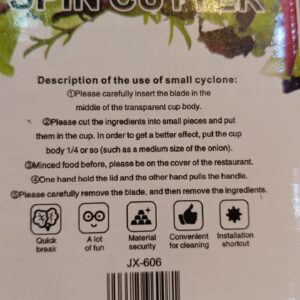 SPIN CUTTER
Description of the use of small cyclone:
①Please carefully insert the blade in the
middle of the transparent cup body.
②Please cut the ingredients into small pieces and put
them in the cup. In order to get a better effect, put the cup
body 1/4 or so (such as a medium size of the onion).
③Minced food before, please be on the cover of the restaurant.
④One hand hold the lid and the other hand pulls the handle.
⑤Please carefully remove the blade, and then remove the ingredients.
Quick
break
A lot
of fun
Material
security
Convenient
for cleaning
Installation
shortcut
JX-606